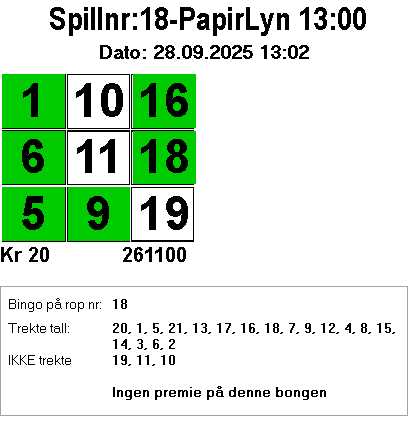 Spillnr:18-PapirLyn 13:00
Dato: 28.09.2025 13:02
1 10 16
6 11 18
5 9 19
Kr 20 261100
Bingo på rop nr: 18
Trekte tall: 20, 1, 5, 21, 13, 17, 16, 18, 7, 9, 12, 4, 8, 15,
14, 3, 6, 2
IKKE trekte 19, 11, 10
Ingen premie på denne bongen